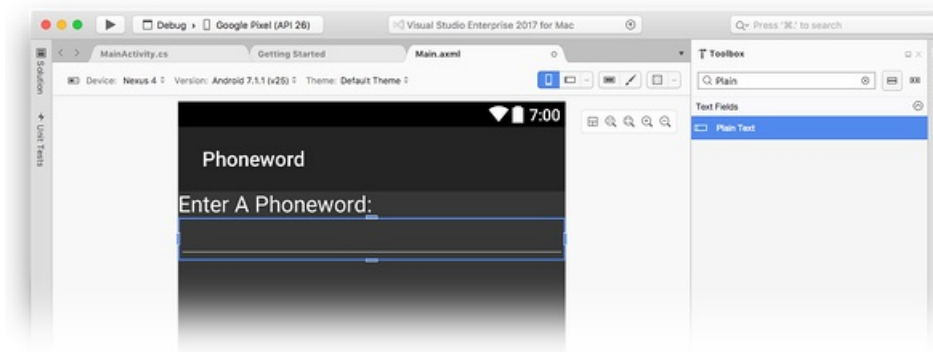 Debug › Google Pixel (API 26)
Visual Studio Enterprise 2017 for Mac
Press '⌘.' to search
Solution
Unit Tests
MainActivity.cs
Getting Started
Main.axml
Device: Nexus 4
Version: Android 7.1.1 (v25)
Theme: Default Theme
7:00
Phoneword
Enter A Phoneword:
Toolbox
Plain
Text Fields
Plain Text